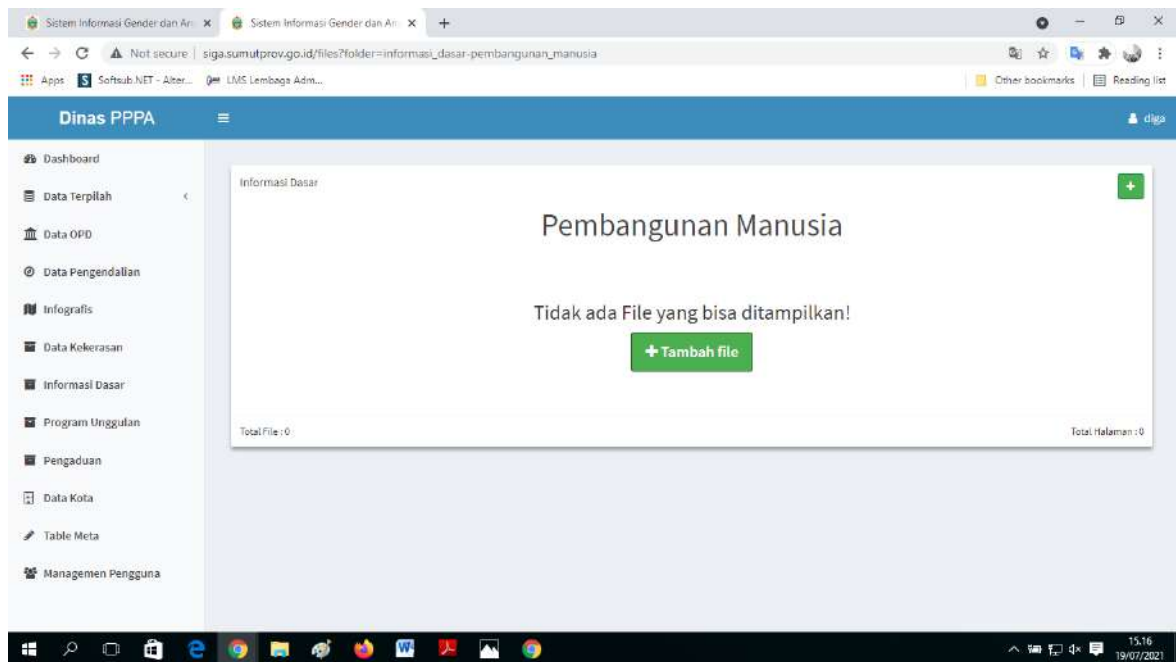 Sistem Informasi Gender dan An
Sistem Informasi Gender dan An
Not secure
siga.sumutprov.go.id/files?folder=informasi_dasar-pembangunan_manusia
Apps
Softsub.NET - Alter...
LMS Lembaga Adm...
Other bookmarks
Reading list
Dinas PPPA
diga
Dashboard
Data Terpilah
Data OPD
Data Pengendalian
Infografis
Data Kekerasan
Informasi Dasar
Program Unggulan
Pengaduan
Data Kota
Table Meta
Managemen Pengguna
Informasi Dasar
Pembangunan Manusia
Tidak ada File yang bisa ditampilkan!
+ Tambah file
Total File : 0
Total Halaman : 0
15.16
19/07/2021